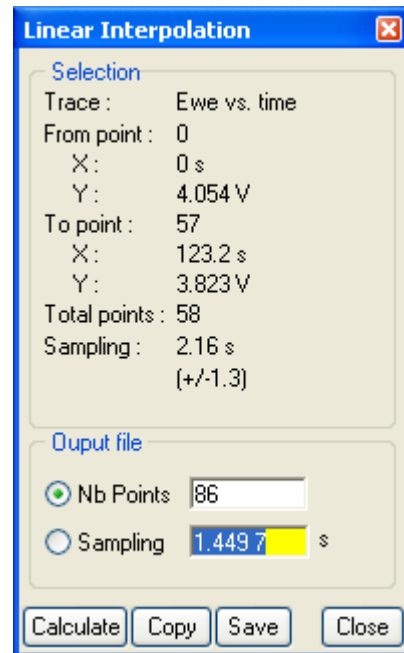 Linear Interpolation
Selection
Trace : Ewe vs. time
From point : 0
X : 0 s
Y : 4.054 V
To point : 57
X : 123.2 s
Y : 3.823 V
Total points : 58
Sampling : 2.16 s
(+/-1.3)
Ouput file
Nb Points 86
Sampling 1.449 7 s
Calculate Copy Save Close